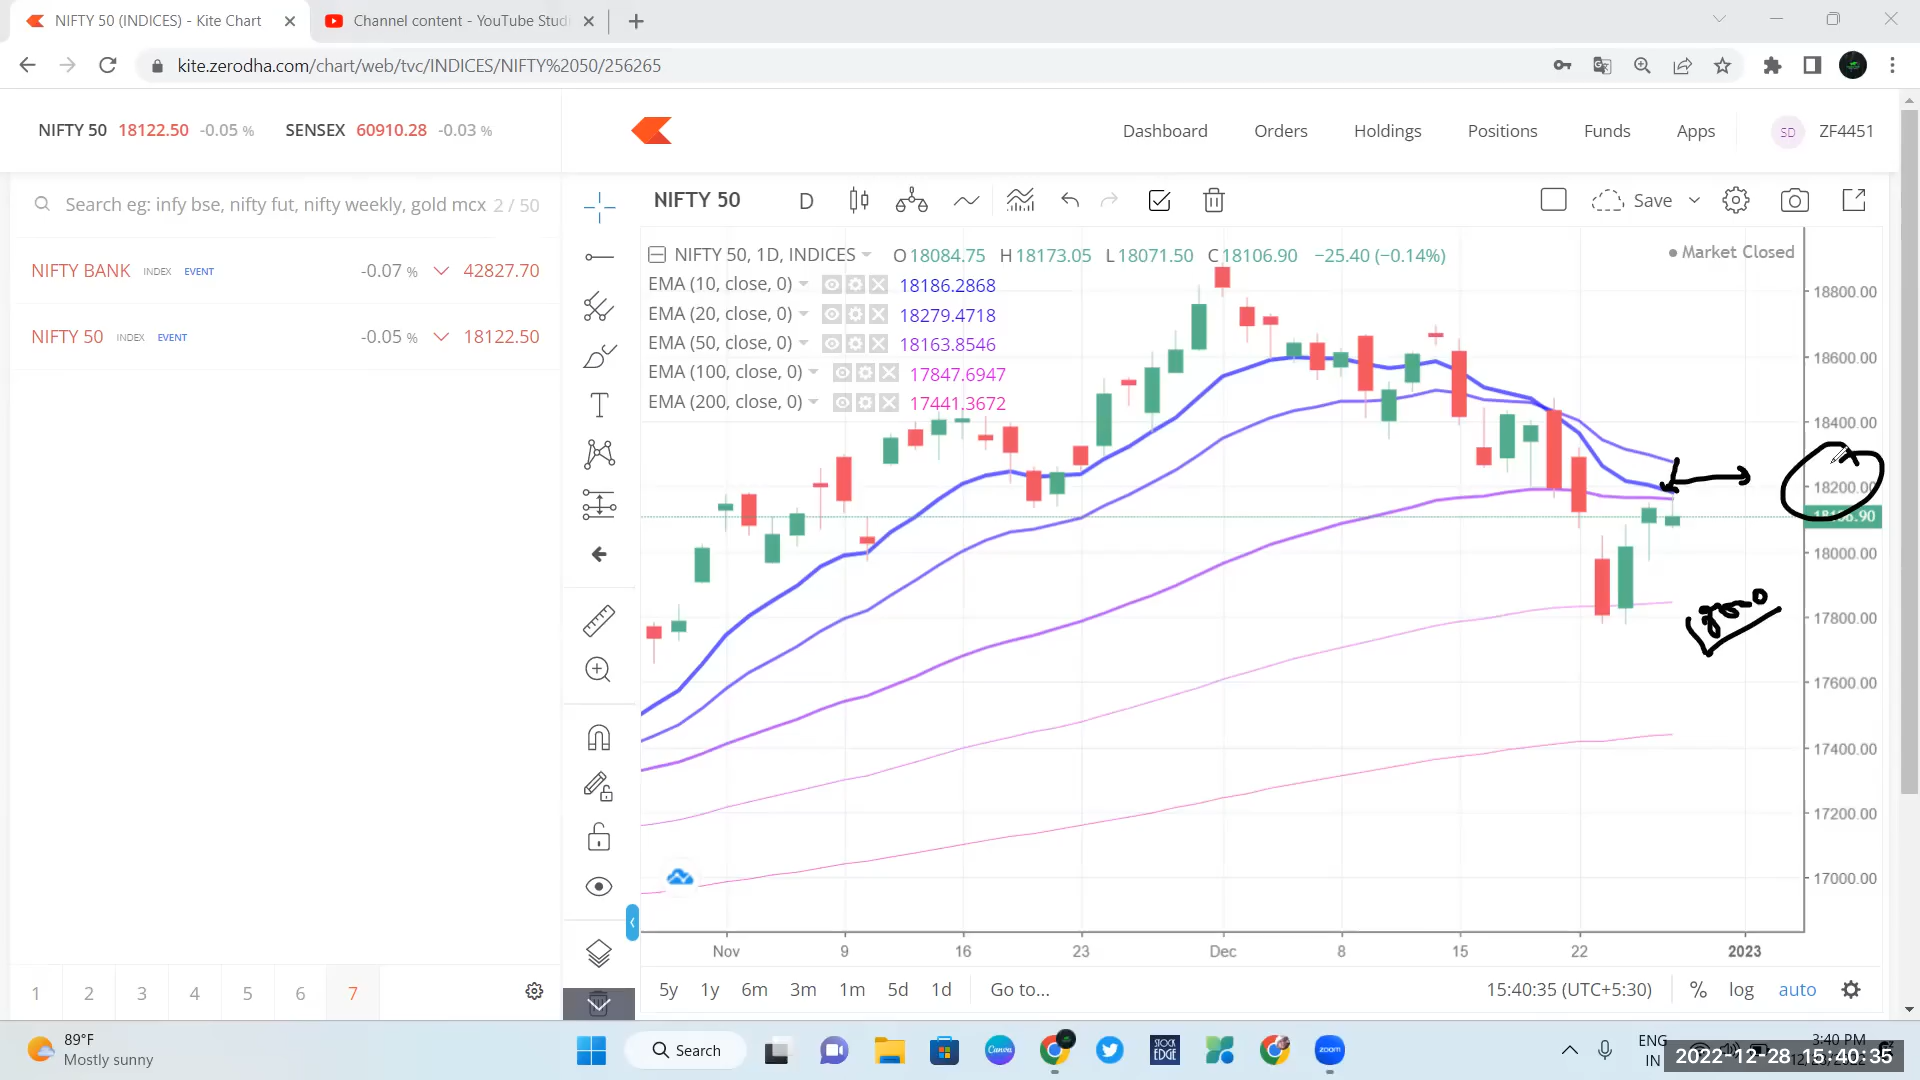 NIFTY 50 (INDICES) - Kite Chart
Channel content - YouTube Studi
kite.zerodha.com/chart/web/tvc/INDICES/NIFTY%2050/256265
NIFTY 50 18122.50 -0.05 %
SENSEX 60910.28 -0.03 %
Dashboard
Orders
Holdings
Positions
Funds
Apps
SD
ZF4451
Search eg: infy bse, nifty fut, nifty weekly, gold mcx 2 / 50
NIFTY BANK INDEX EVENT -0.07 % 42827.70
NIFTY 50 INDEX EVENT -0.05 % 18122.50
1 2 3 4 5 6 7
NIFTY 50
D
Save
NIFTY 50, 1D, INDICES O18084.75 H18173.05 L18071.50 C18106.90 −25.40 (−0.14%)
Market Closed
EMA (10, close, 0) 18186.2868
EMA (20, close, 0) 18279.4718
EMA (50, close, 0) 18163.8546
EMA (100, close, 0) 17847.6947
EMA (200, close, 0) 17441.3672
18800.00
18600.00
18400.00
18200.00
18000.00
17800.00
17600.00
17400.00
17200.00
17000.00
Nov 9 16 23 Dec 8 15 22 2023
5y 1y 6m 3m 1m 5d 1d Go to...
15:40:35 (UTC+5:30) % log auto
89°F
Mostly sunny
Search
Canva
STOCK EDGE
zoom
ENG
IN
3:40 PM
2022-12-28 15:40:35